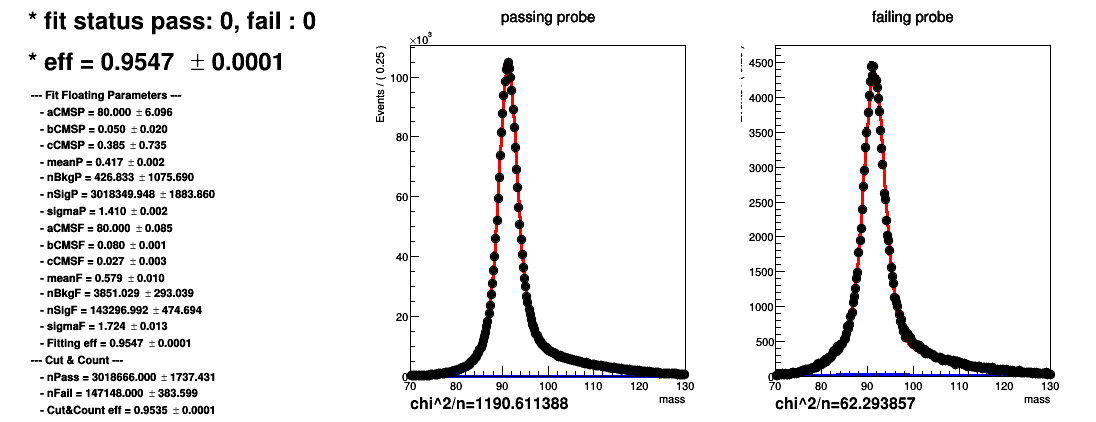 * fit status pass: 0, fail : 0
* eff = 0.9547 ± 0.0001
--- Fit Floating Parameters ---
- aCMSP = 80.000 ± 6.096
- bCMSP = 0.050 ± 0.020
- cCMSP = 0.385 ± 0.735
- meanP = 0.417 ± 0.002
- nBkgP = 426.833 ± 1075.690
- nSigP = 3018349.948 ± 1883.860
- sigmaP = 1.410 ± 0.002
- aCMSF = 80.000 ± 0.085
- bCMSF = 0.080 ± 0.001
- cCMSF = 0.027 ± 0.003
- meanF = 0.579 ± 0.010
- nBkgF = 3851.029 ± 293.039
- nSigF = 143296.992 ± 474.694
- sigmaF = 1.724 ± 0.013
- Fitting eff = 0.9547 ± 0.0001
--- Cut & Count ---
- nPass = 3018666.000 ± 1737.431
- nFail = 147148.000 ± 383.599
- Cut&Count eff = 0.9535 ± 0.0001
passing probe
×10³
Events / ( 0.25 )
100
80
60
40
20
0
70 80 90 100 110 120 130
mass
chi^2/n=1190.611388
failing probe
4500
4000
3500
3000
2500
2000
1500
1000
500
0
70 80 90 100 110 120 130
mass
chi^2/n=62.293857